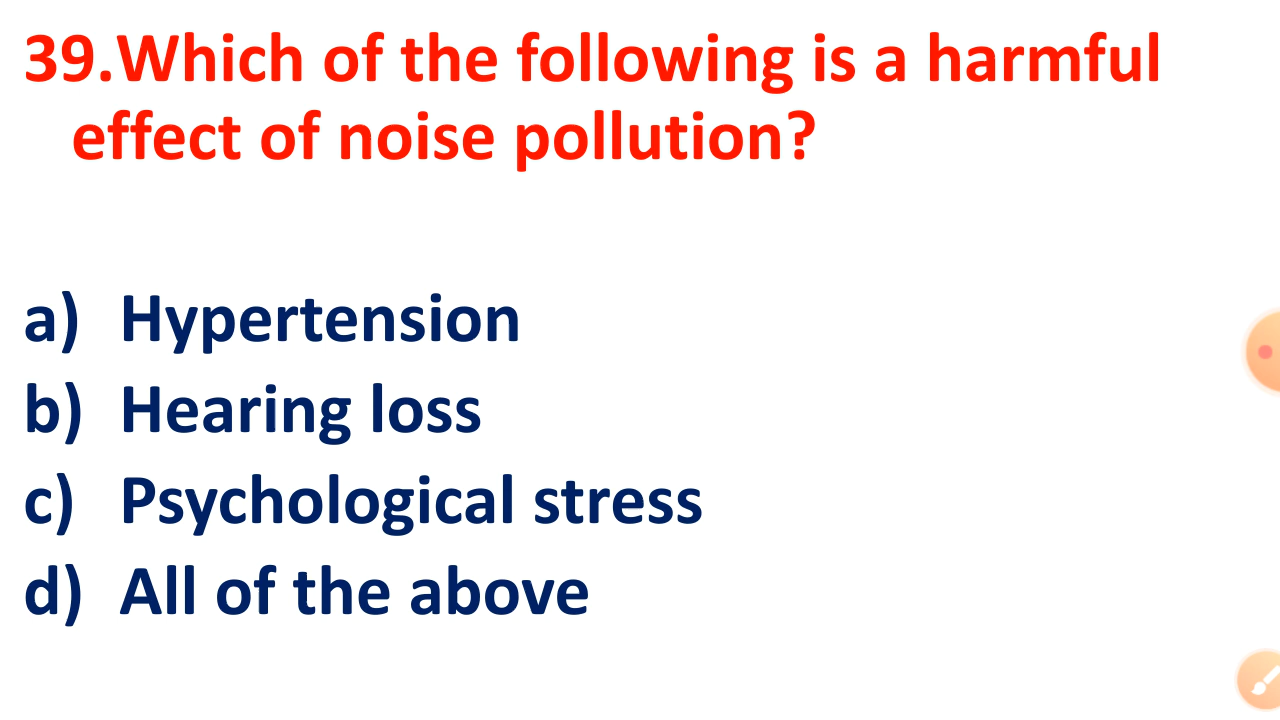 39.Which of the following is a harmful
effect of noise pollution?
a) Hypertension
b) Hearing loss
c) Psychological stress
d) All of the above